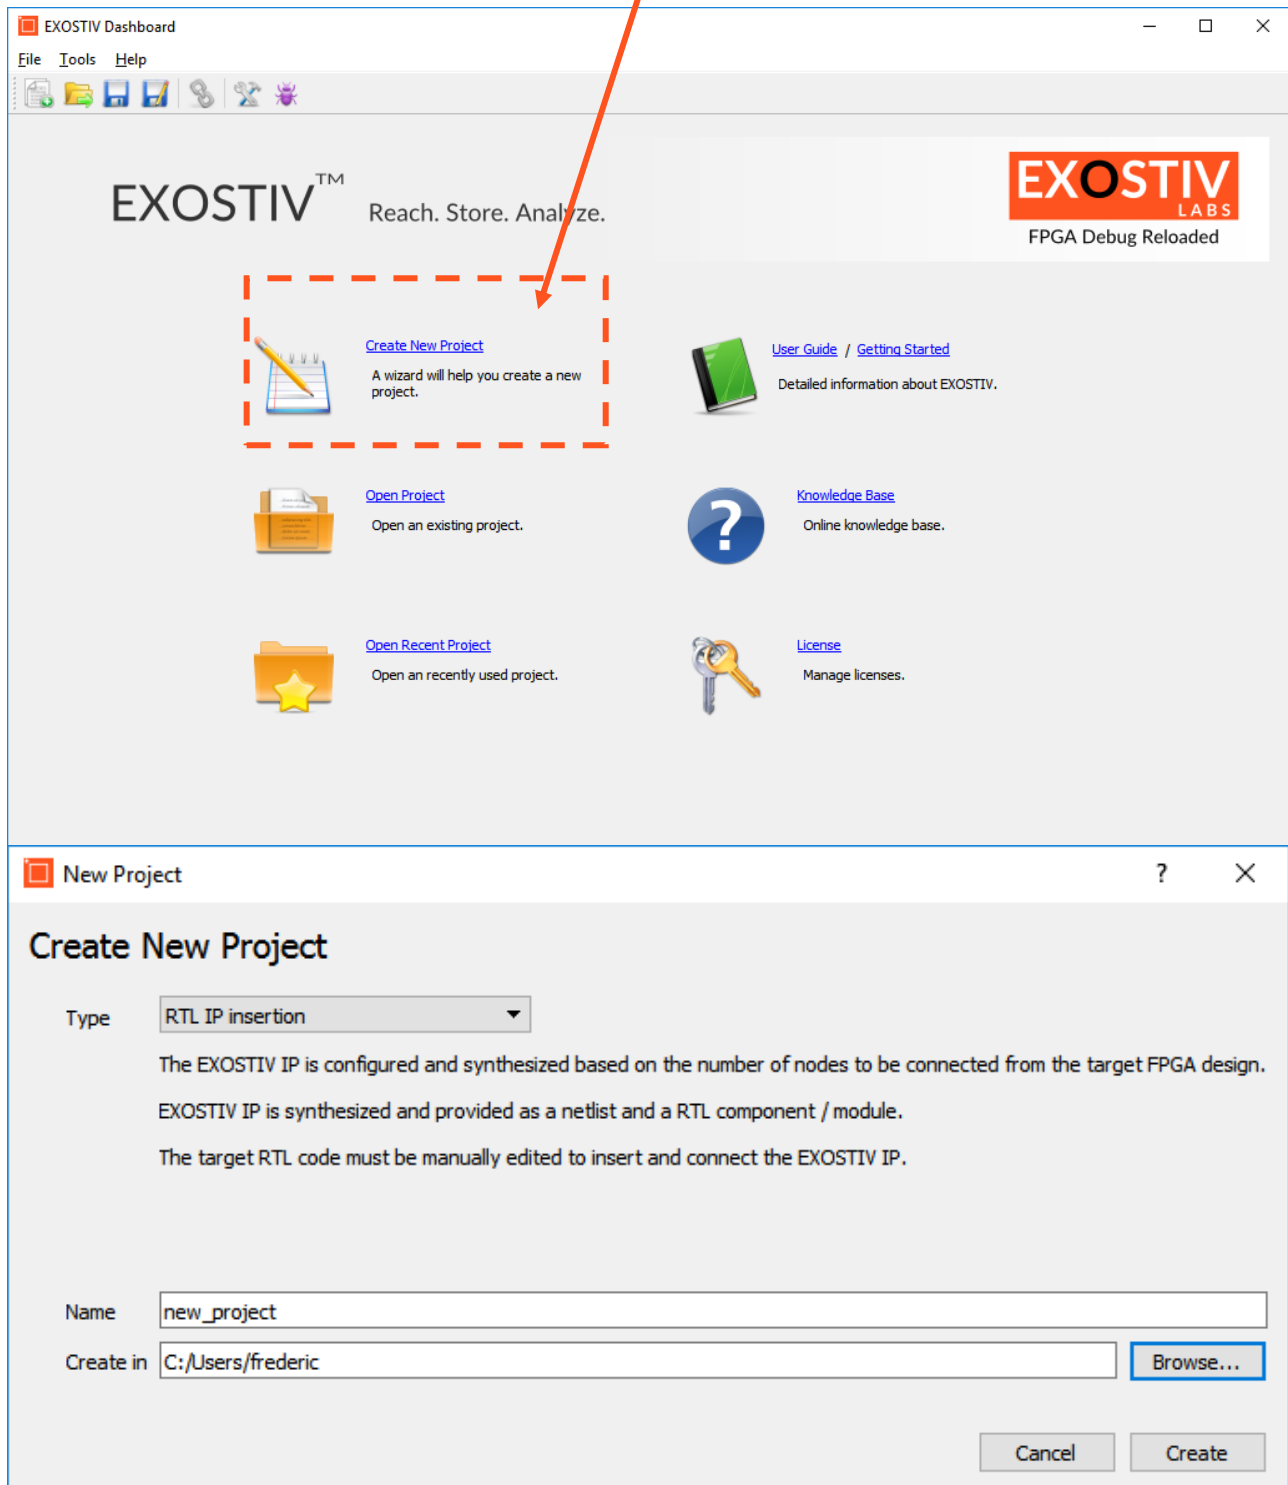 EXOSTIV Dashboard
File Tools Help
EXOSTIV™ Reach. Store. Analyze.
EXOSTIV
LABS
FPGA Debug Reloaded
Create New Project
A wizard will help you create a new
project.
User Guide / Getting Started
Detailed information about EXOSTIV.
Open Project
Open an existing project.
Knowledge Base
Online knowledge base.
Open Recent Project
Open an recently used project.
License
Manage licenses.
New Project
Create New Project
Type RTL IP insertion
The EXOSTIV IP is configured and synthesized based on the number of nodes to be connected from the target FPGA design.
EXOSTIV IP is synthesized and provided as a netlist and a RTL component / module.
The target RTL code must be manually edited to insert and connect the EXOSTIV IP.
Name new_project
Create in C:/Users/frederic Browse...
Cancel Create